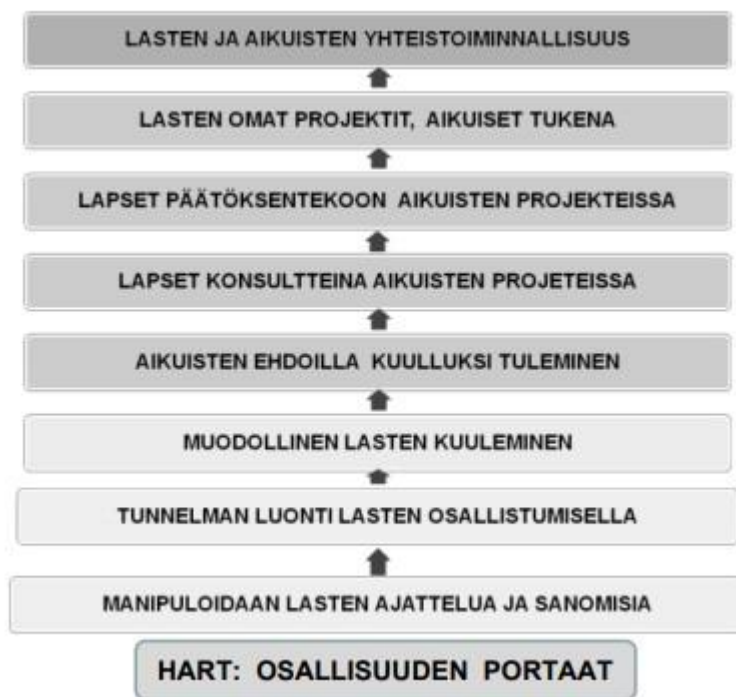 LASTEN JA AIKUISTEN YHTEISTOIMINNALLISUUS
LASTEN OMAT PROJEKTIT, AIKUISET TUKENA
LAPSET PÄÄTÖKSENTEKOON AIKUISTEN PROJEKTEISSA
LAPSET KONSULTTEINA AIKUISTEN PROJETEISSA
AIKUISTEN EHDOILLA KUULLUKSI TULEMINEN
MUODOLLINEN LASTEN KUULEMINEN
TUNNELMAN LUONTI LASTEN OSALLISTUMISELLA
MANIPULOIDAAN LASTEN AJATTELUA JA SANOMISIA
HART: OSALLISUUDEN PORTAAT